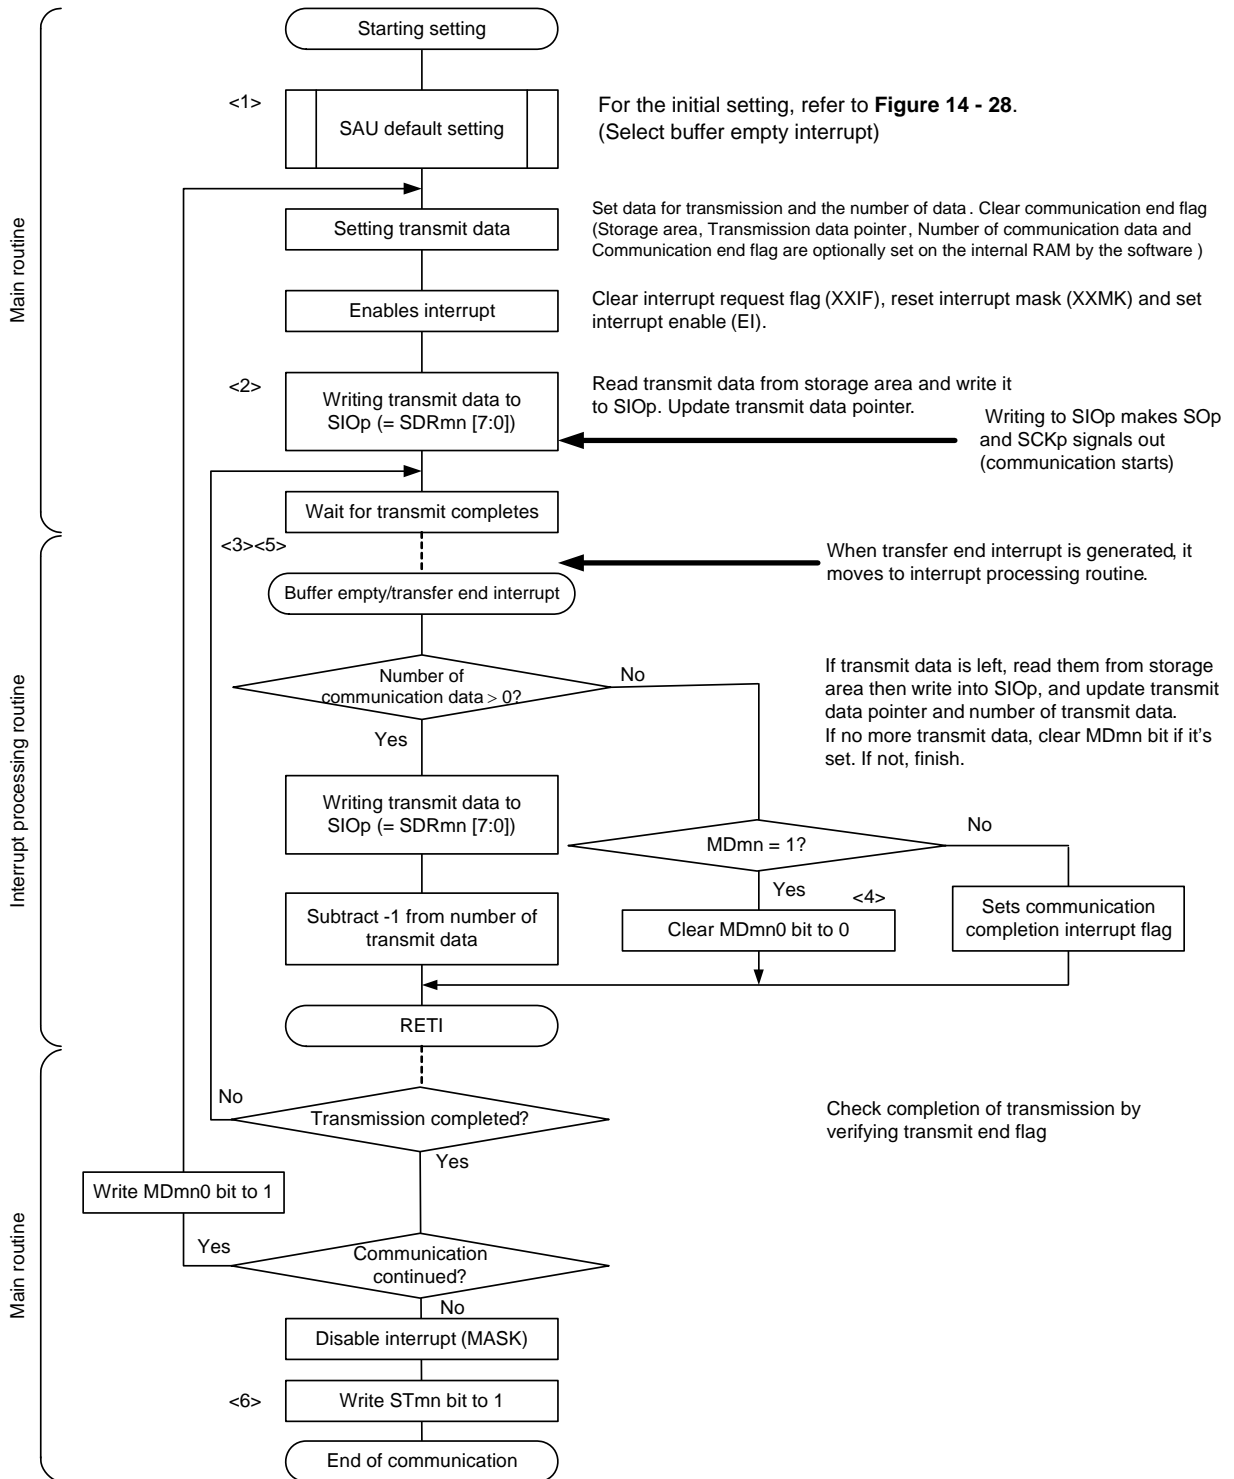 Starting setting
<1>
SAU default setting
For the initial setting, refer to Figure 14 - 28.
(Select buffer empty interrupt)
Main routine
Setting transmit data
Set data for transmission and the number of data. Clear communication end flag
(Storage area, Transmission data pointer, Number of communication data and
Communication end flag are optionally set on the internal RAM by the software )
Enables interrupt
Clear interrupt request flag (XXIF), reset interrupt mask (XXMK) and set
interrupt enable (EI).
<2>
Writing transmit data to
SIOp (= SDRmn [7:0])
Read transmit data from storage area and write it
to SIOp. Update transmit data pointer.
Writing to SIOp makes SOp
and SCKp signals out
(communication starts)
Wait for transmit completes
<3><5>
When transfer end interrupt is generated, it
moves to interrupt processing routine.
Buffer empty/transfer end interrupt
Interrupt processing routine
Number of
communication data > 0?
No
Yes
If transmit data is left, read them from storage
area then write into SIOp, and update transmit
data pointer and number of transmit data.
If no more transmit data, clear MDmn bit if it's
set. If not, finish.
Writing transmit data to
SIOp (= SDRmn [7:0])
MDmn = 1?
No
Yes
<4>
Subtract -1 from number of
transmit data
Clear MDmn0 bit to 0
Sets communication
completion interrupt flag
RETI
Main routine
No
Transmission completed?
Yes
Check completion of transmission by
verifying transmit end flag
Write MDmn0 bit to 1
Yes
Communication
continued?
No
Disable interrupt (MASK)
<6>
Write STmn bit to 1
End of communication